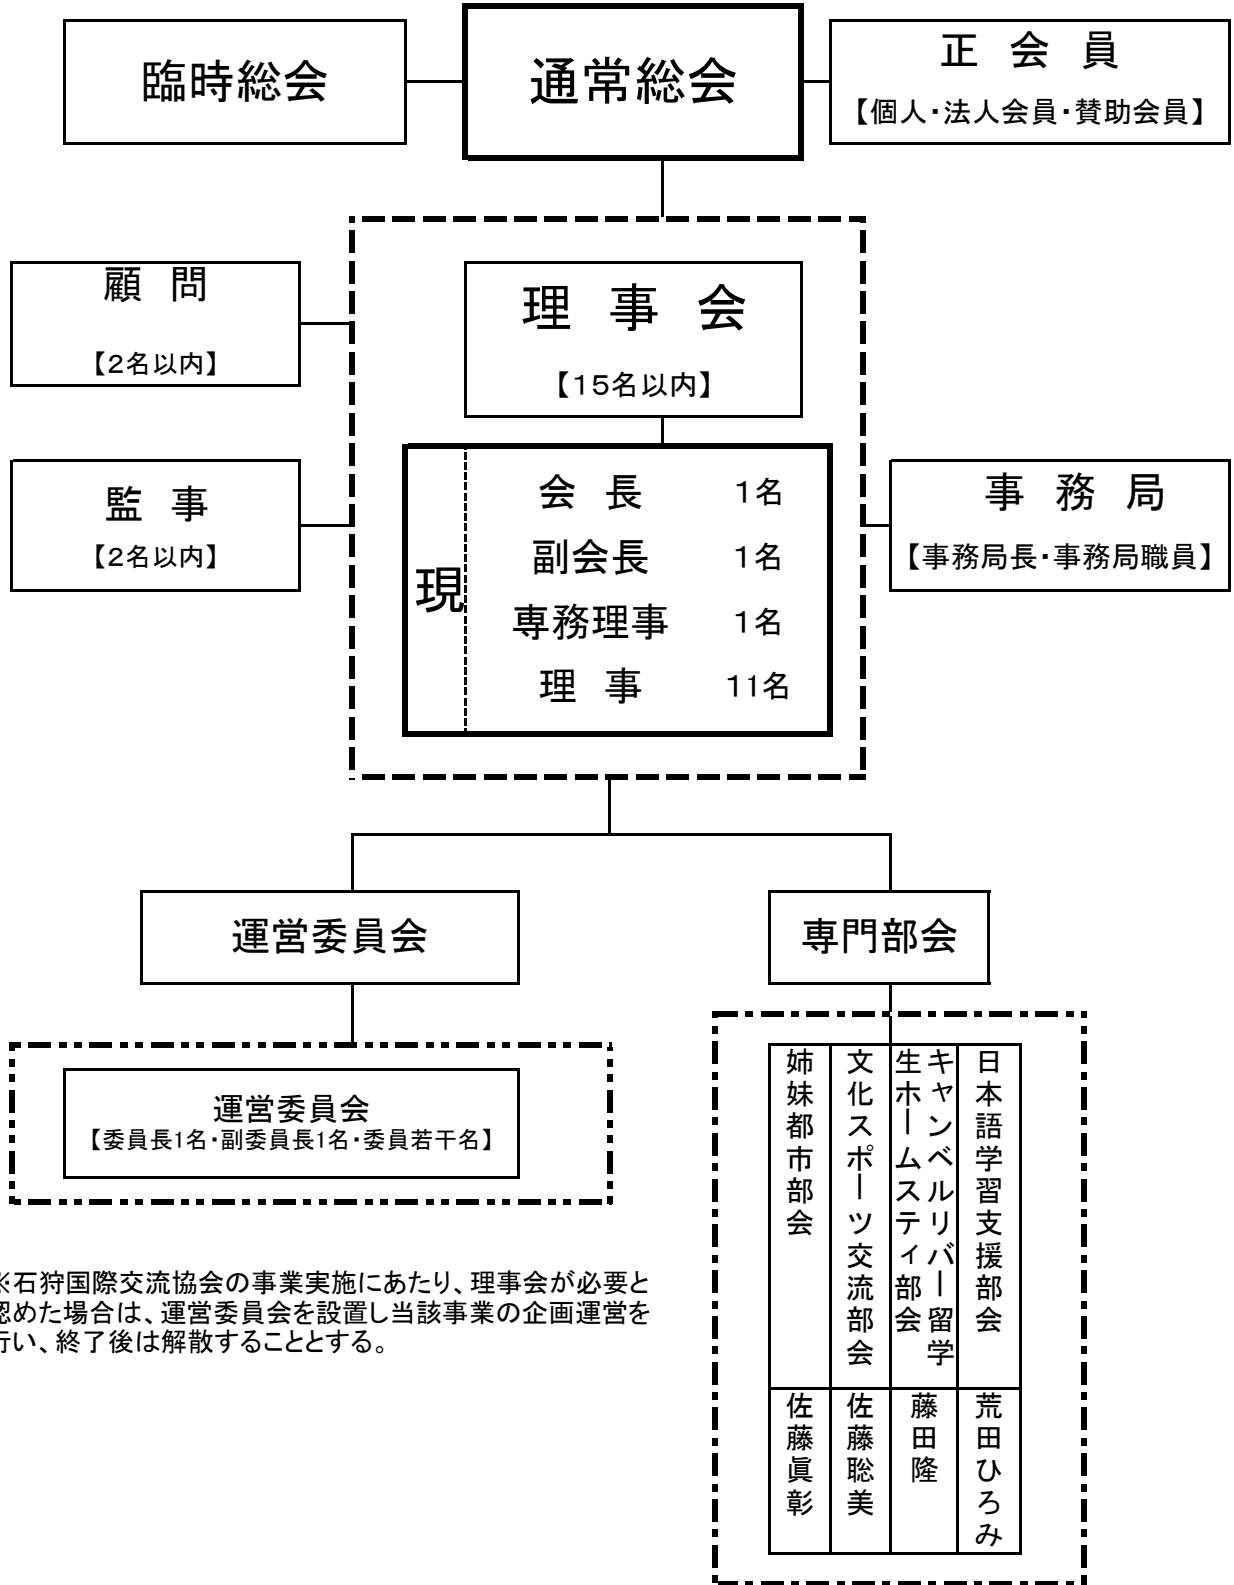 臨時総会
通常総会
正 会 員
【個人・法人会員・賛助会員】
顧 問
【2名以内】
理 事 会
【15名以内】
監 事
【2名以内】
現
会 長 1名
副会長 1名
専務理事 1名
理 事 11名
事 務 局
【事務局長・事務局職員】
運営委員会
専門部会
運営委員会
【委員長1名・副委員長1名・委員若干名】
日本語学習支援部会
キャンベルリバー留学
生ホームスティ部会
文化スポーツ交流部会
姉妹都市部会
荒田ひろみ
藤田隆
佐藤聡美
佐藤眞彰
※石狩国際交流協会の事業実施にあたり、理事会が必要と
認めた場合は、運営委員会を設置し当該事業の企画運営を
行い、終了後は解散することとする。